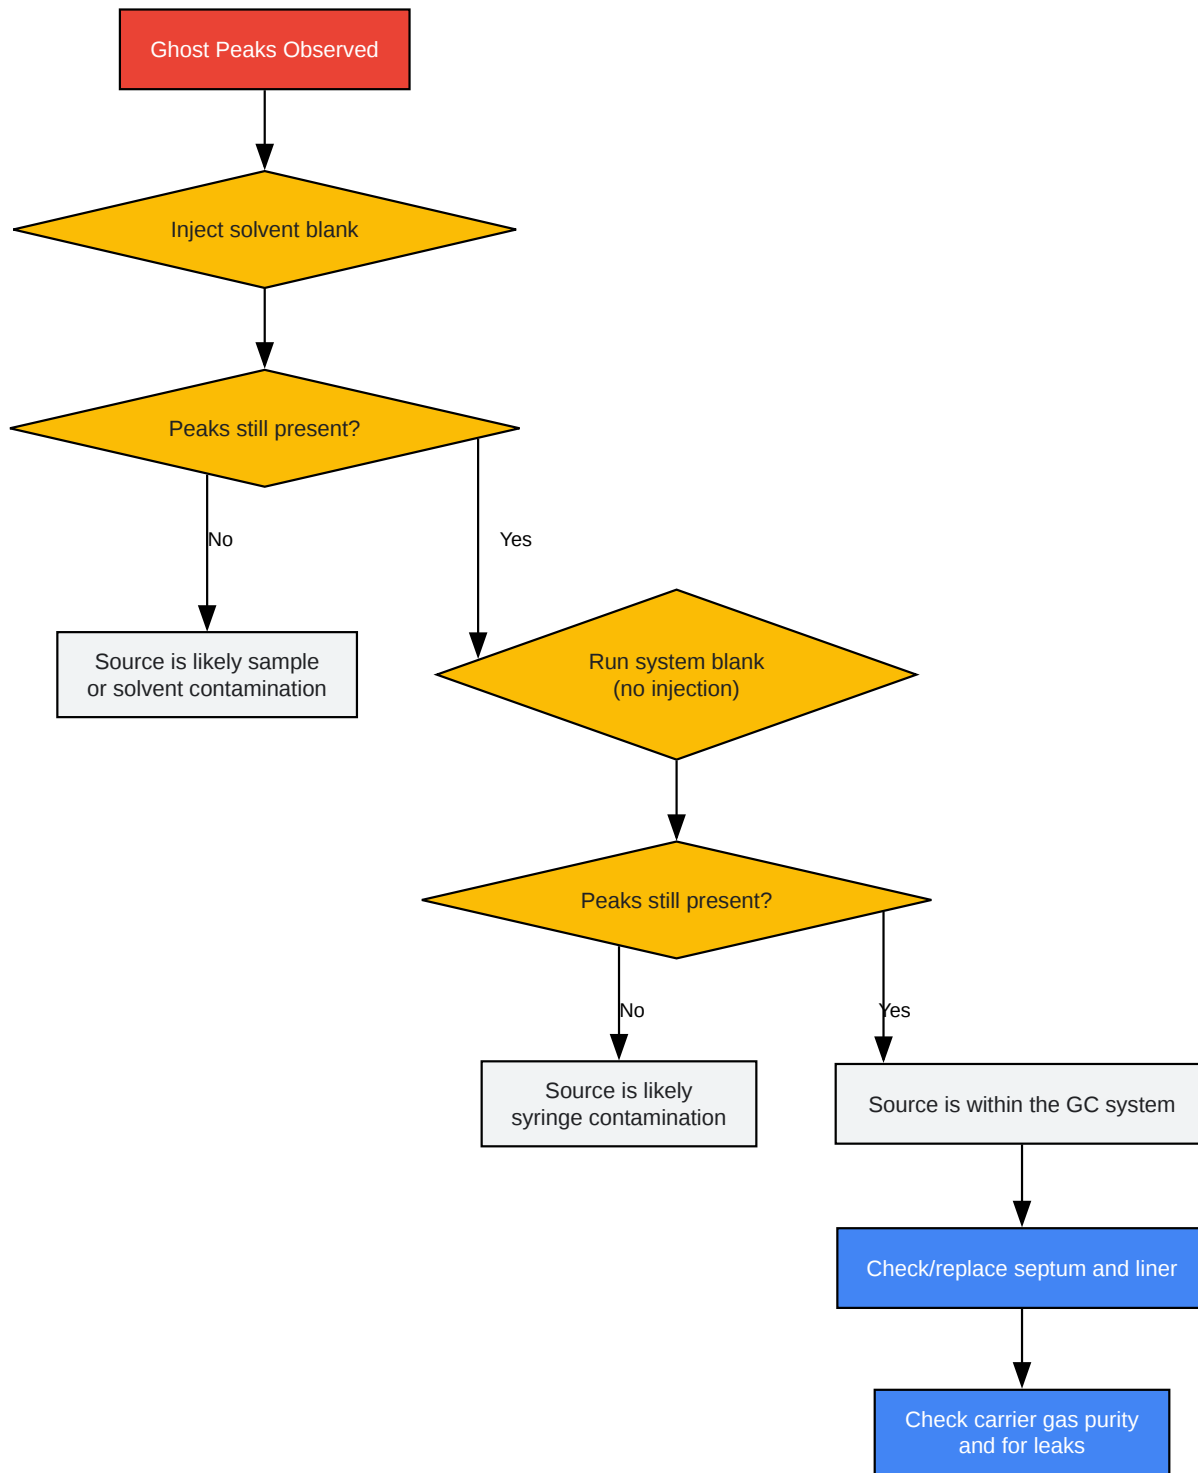 Ghost Peaks Observed
Inject solvent blank
Peaks still present?
No
Yes
Source is likely sample
or solvent contamination
Run system blank
(no injection)
Peaks still present?
No
Yes
Source is likely
syringe contamination
Source is within the GC system
Check/replace septum and liner
Check carrier gas purity
and for leaks